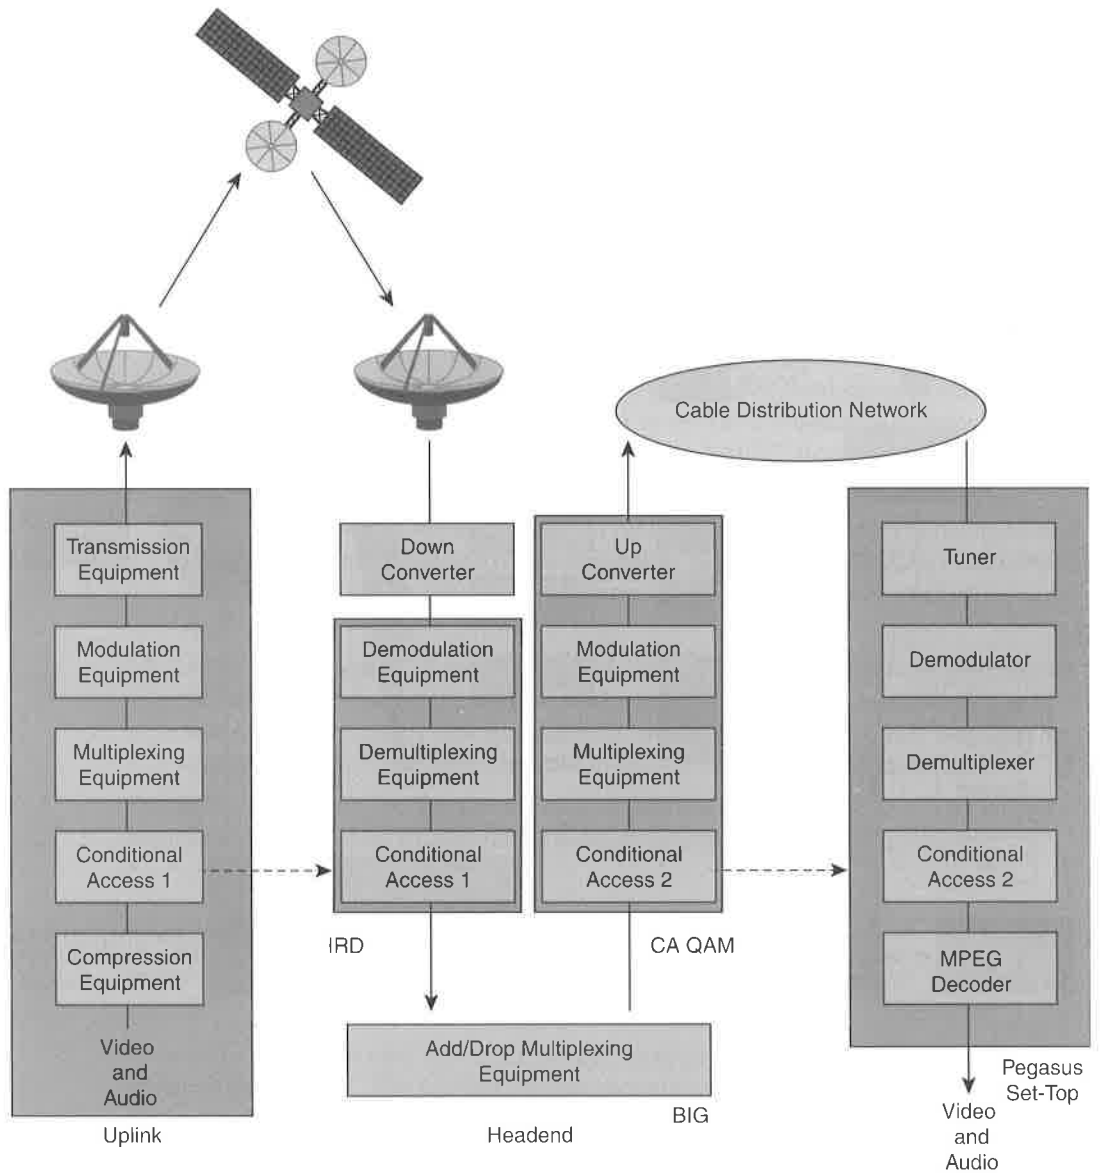 Cable Distribution Network
Transmission
Equipment
Modulation
Equipment
Multiplexing
Equipment
Conditional
Access 1
Compression
Equipment
Video
and
Audio
Uplink
Down
Converter
Demodulation
Equipment
Demultiplexing
Equipment
Conditional
Access 1
IRD
Up
Converter
Modulation
Equipment
Multiplexing
Equipment
Conditional
Access 2
CA QAM
Add/Drop Multiplexing
Equipment
BIG
Headend
Tuner
Demodulator
Demultiplexer
Conditional
Access 2
MPEG
Decoder
Pegasus
Set-Top
Video
and
Audio